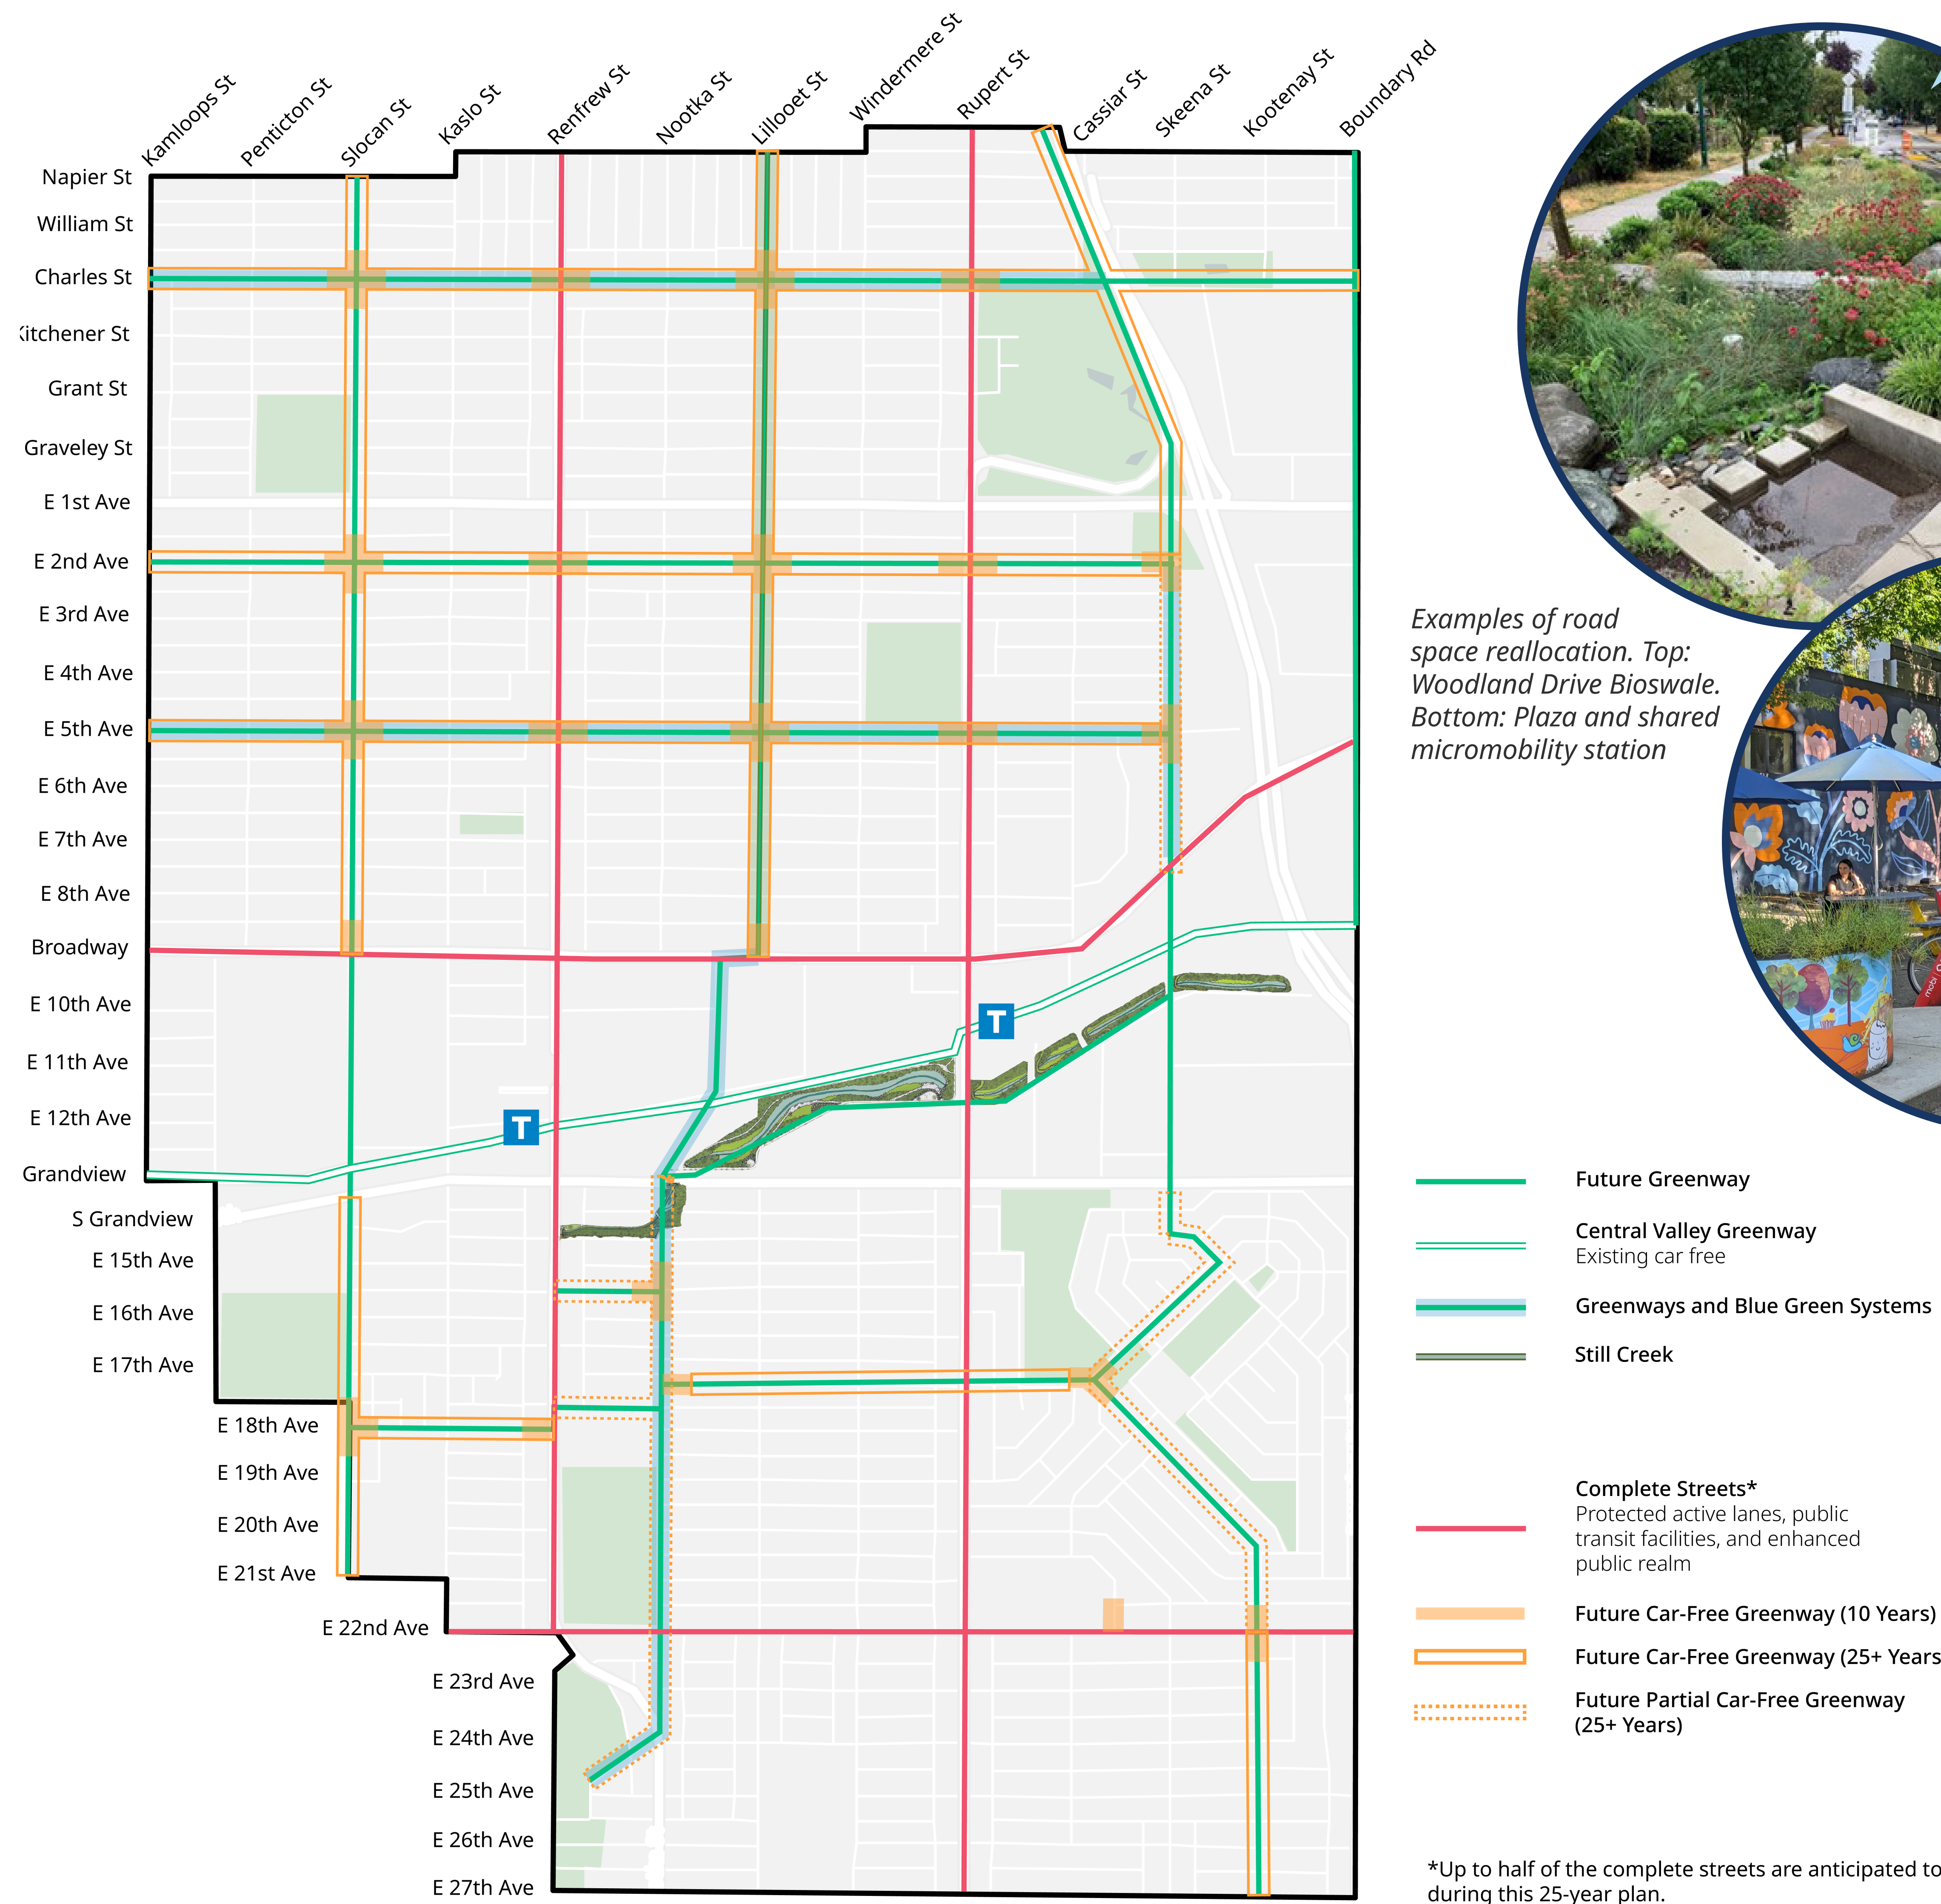 Kamloops St
Penticton St
Slocan St
Kaslo St
Renfrew St
Nootka St
Lillooet St
Windermere St
Rupert St
Cassiar St
Skeena St
Kootenay St
Boundary Rd
Napier St
William St
Charles St
Kitchener St
Grant St
Graveley St
E 1st Ave
E 2nd Ave
E 3rd Ave
E 4th Ave
E 5th Ave
E 6th Ave
E 7th Ave
E 8th Ave
Broadway
E 10th Ave
E 11th Ave
E 12th Ave
Grandview
S Grandview
E 15th Ave
E 16th Ave
E 17th Ave
E 18th Ave
E 19th Ave
E 20th Ave
E 21st Ave
E 22nd Ave
E 23rd Ave
E 24th Ave
E 25th Ave
E 26th Ave
E 27th Ave
T
T
Examples of road
space reallocation. Top:
Woodland Drive Bioswale.
Bottom: Plaza and shared
micromobility station
Future Greenway
Central Valley Greenway
Existing car free
Greenways and Blue Green Systems
Still Creek
Complete Streets*
Protected active lanes, public
transit facilities, and enhanced
public realm
Future Car-Free Greenway (10 Years)
Future Car-Free Greenway (25+ Years
Future Partial Car-Free Greenway
(25+ Years)
*Up to half of the complete streets are anticipated to
during this 25-year plan.